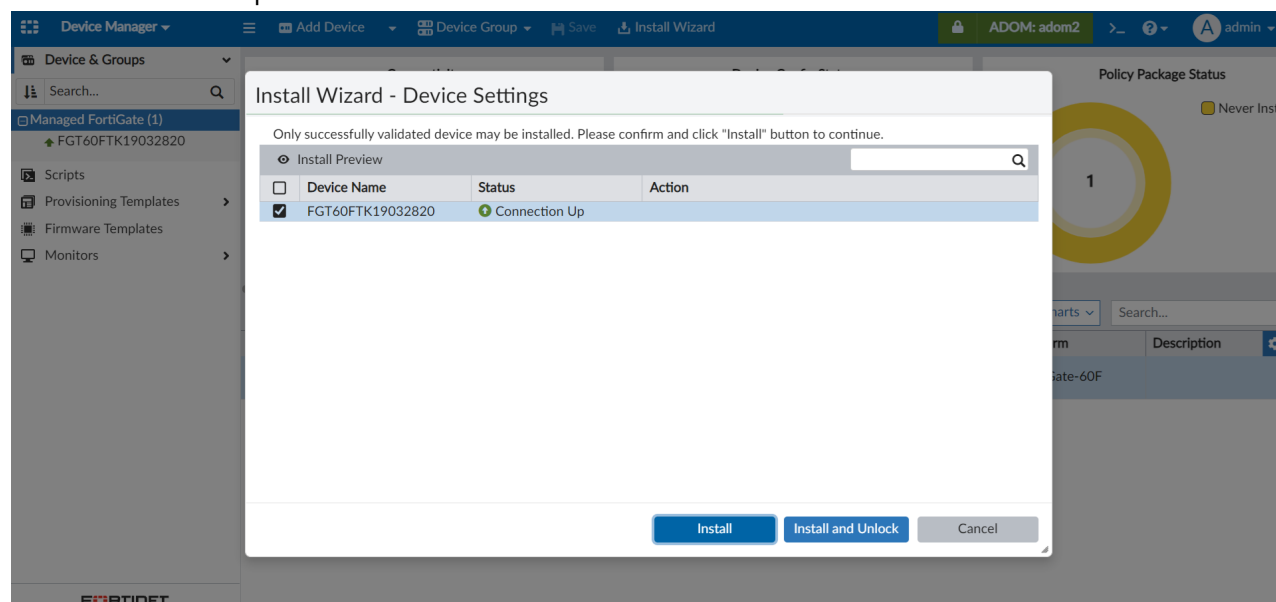 Device Manager
Add Device
Device Group
Save
Install Wizard
ADOM: adom2
admin
Device & Groups
Search...
Managed FortiGate (1)
FGT60FTK19032820
Scripts
Provisioning Templates
Firmware Templates
Monitors
Install Wizard - Device Settings
Only successfully validated device may be installed. Please confirm and click "Install" button to continue.
Install Preview
Device Name Status Action
FGT60FTK19032820 Connection Up
Install
Install and Unlock
Cancel
Policy Package Status
Never Inst
1
harts
Search...
rm
Description
Gate-60F